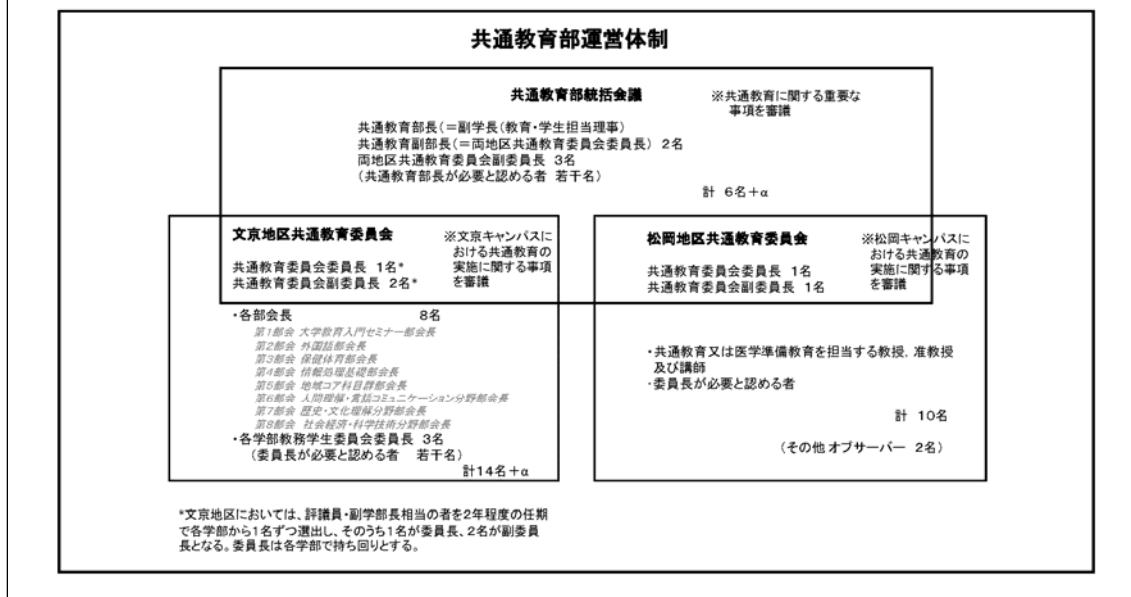 共通教育部運営体制
共通教育部統括会議
※共通教育に関する重要な
事項を審議
共通教育部長(＝副学長(教育・学生担当理事)
共通教育副部長(＝両地区共通教育委員会委員長) 2名
両地区共通教育委員会副委員長 3名
(共通教育部長が必要と認める者 若干名)
計 6名＋α
文京地区共通教育委員会
※文京キャンパスに
おける共通教育の
実施に関する事項
を審議
共通教育委員会委員長 1名*
共通教育委員会副委員長 2名*
・各部会長 8名
第1部会 大学教育入門セミナー部会長
第2部会 外国語部会長
第3部会 保健体育部会長
第4部会 情報処理基礎部会長
第5部会 地域コア科目群部会長
第6部会 人間理解・言語コミュニケーション分野部会長
第7部会 歴史・文化理解分野部会長
第8部会 社会経済・科学技術分野部会長
・各学部教務学生委員会委員長 3名
(委員長が必要と認める者 若干名)
計14名＋α
松岡地区共通教育委員会
※松岡キャンパスに
おける共通教育の
実施に関する事項
を審議
共通教育委員会委員長 1名
共通教育委員会副委員長 1名
・共通教育又は医学準備教育を担当する教授，准教授
及び講師
・委員長が必要と認める者
計 10名
(その他 オブサーバー 2名)
*文京地区においては、評議員・副学部長相当の者を2年程度の任期
で各学部から1名ずつ選出し、そのうち1名が委員長、2名が副委員
長となる。委員長は各学部で持ち回りとする。